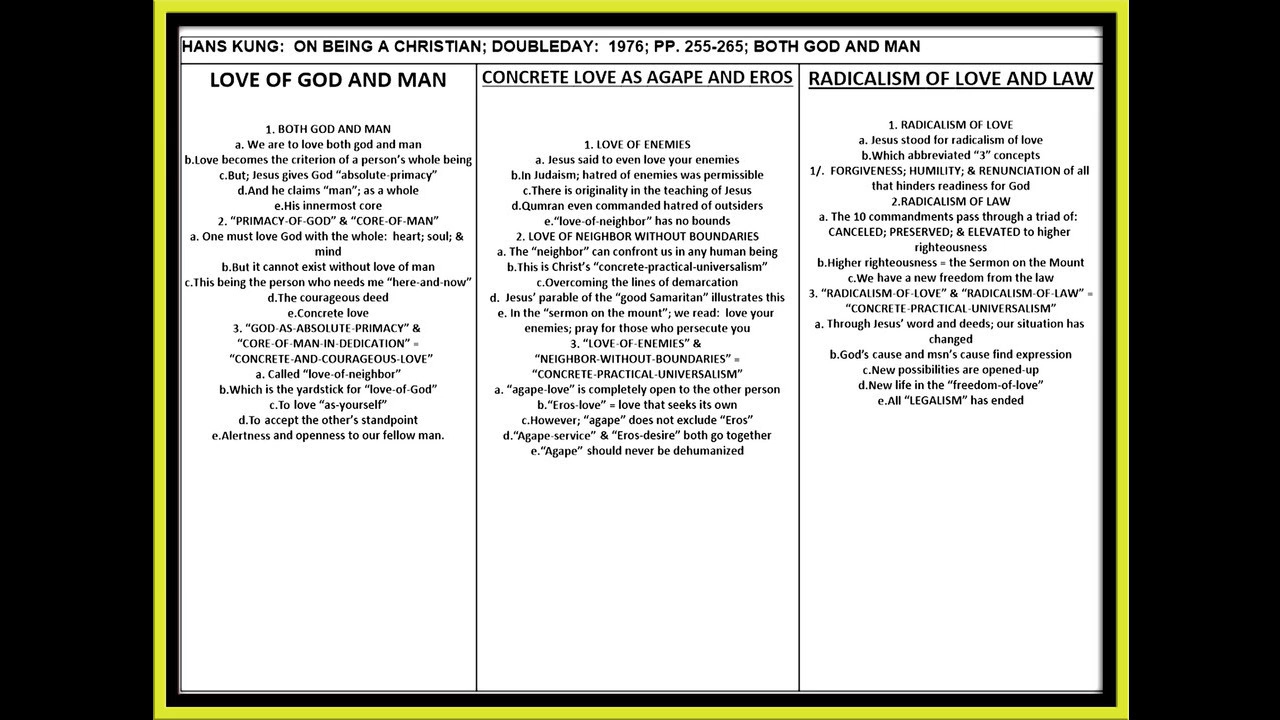 HANS KUNG: ON BEING A CHRISTIAN; DOUBLEDAY: 1976; PP. 255-265; BOTH GOD AND MAN
LOVE OF GOD AND MAN
1. BOTH GOD AND MAN
a. We are to love both god and man
b.Love becomes the criterion of a person's whole being
c.But; Jesus gives God "absolute-primacy"
d.And he claims "man"; as a whole
e.His innermost core
2. "PRIMACY-OF-GOD" & "CORE-OF-MAN"
a. One must love God with the whole: heart; soul; &
mind
b.But it cannot exist without love of man
c.This being the person who needs me "here-and-now"
d.The courageous deed
e.Concrete love
3. "GOD-AS-ABSOLUTE-PRIMACY" &
"CORE-OF-MAN-IN-DEDICATION" =
"CONCRETE-AND-COURAGEOUS-LOVE"
a. Called "love-of-neighbor"
b.Which is the yardstick for "love-of-God"
c.To love "as-yourself"
d.To accept the other's standpoint
e.Alertness and openness to our fellow man.
CONCRETE LOVE AS AGAPE AND EROS
1. LOVE OF ENEMIES
a. Jesus said to even love your enemies
b.In Judaism; hatred of enemies was permissible
c.There is originality in the teaching of Jesus
d.Qumran even commanded hatred of outsiders
e."love-of-neighbor" has no bounds
2. LOVE OF NEIGHBOR WITHOUT BOUNDARIES
a. The "neighbor" can confront us in any human being
b.This is Christ's "concrete-practical-universalism"
c.Overcoming the lines of demarcation
d. Jesus' parable of the "good Samaritan" illustrates this
e. In the "sermon on the mount"; we read: love your
enemies; pray for those who persecute you
3. "LOVE-OF-ENEMIES" &
"NEIGHBOR-WITHOUT-BOUNDARIES" =
"CONCRETE-PRACTICAL-UNIVERSALISM"
a. "agape-love" is completely open to the other person
b."Eros-love" = love that seeks its own
c.However; "agape" does not exclude "Eros"
d."Agape-service" & "Eros-desire" both go together
e."Agape" should never be dehumanized
RADICALISM OF LOVE AND LAW
1. RADICALISM OF LOVE
a. Jesus stood for radicalism of love
b.Which abbreviated "3" concepts
1/. FORGIVENESS; HUMILITY; & RENUNCIATION of all
that hinders readiness for God
2.RADICALISM OF LAW
a. The 10 commandments pass through a triad of:
CANCELED; PRESERVED; & ELEVATED to higher
righteousness
b.Higher righteousness = the Sermon on the Mount
c.We have a new freedom from the law
3. "RADICALISM-OF-LOVE" & "RADICALISM-OF-LAW" =
"CONCRETE-PRACTICAL-UNIVERSALISM"
a. Through Jesus' word and deeds; our situation has
changed
b.God's cause and msn's cause find expression
c.New possibilities are opened-up
d.New life in the "freedom-of-love"
e.All "LEGALISM" has ended